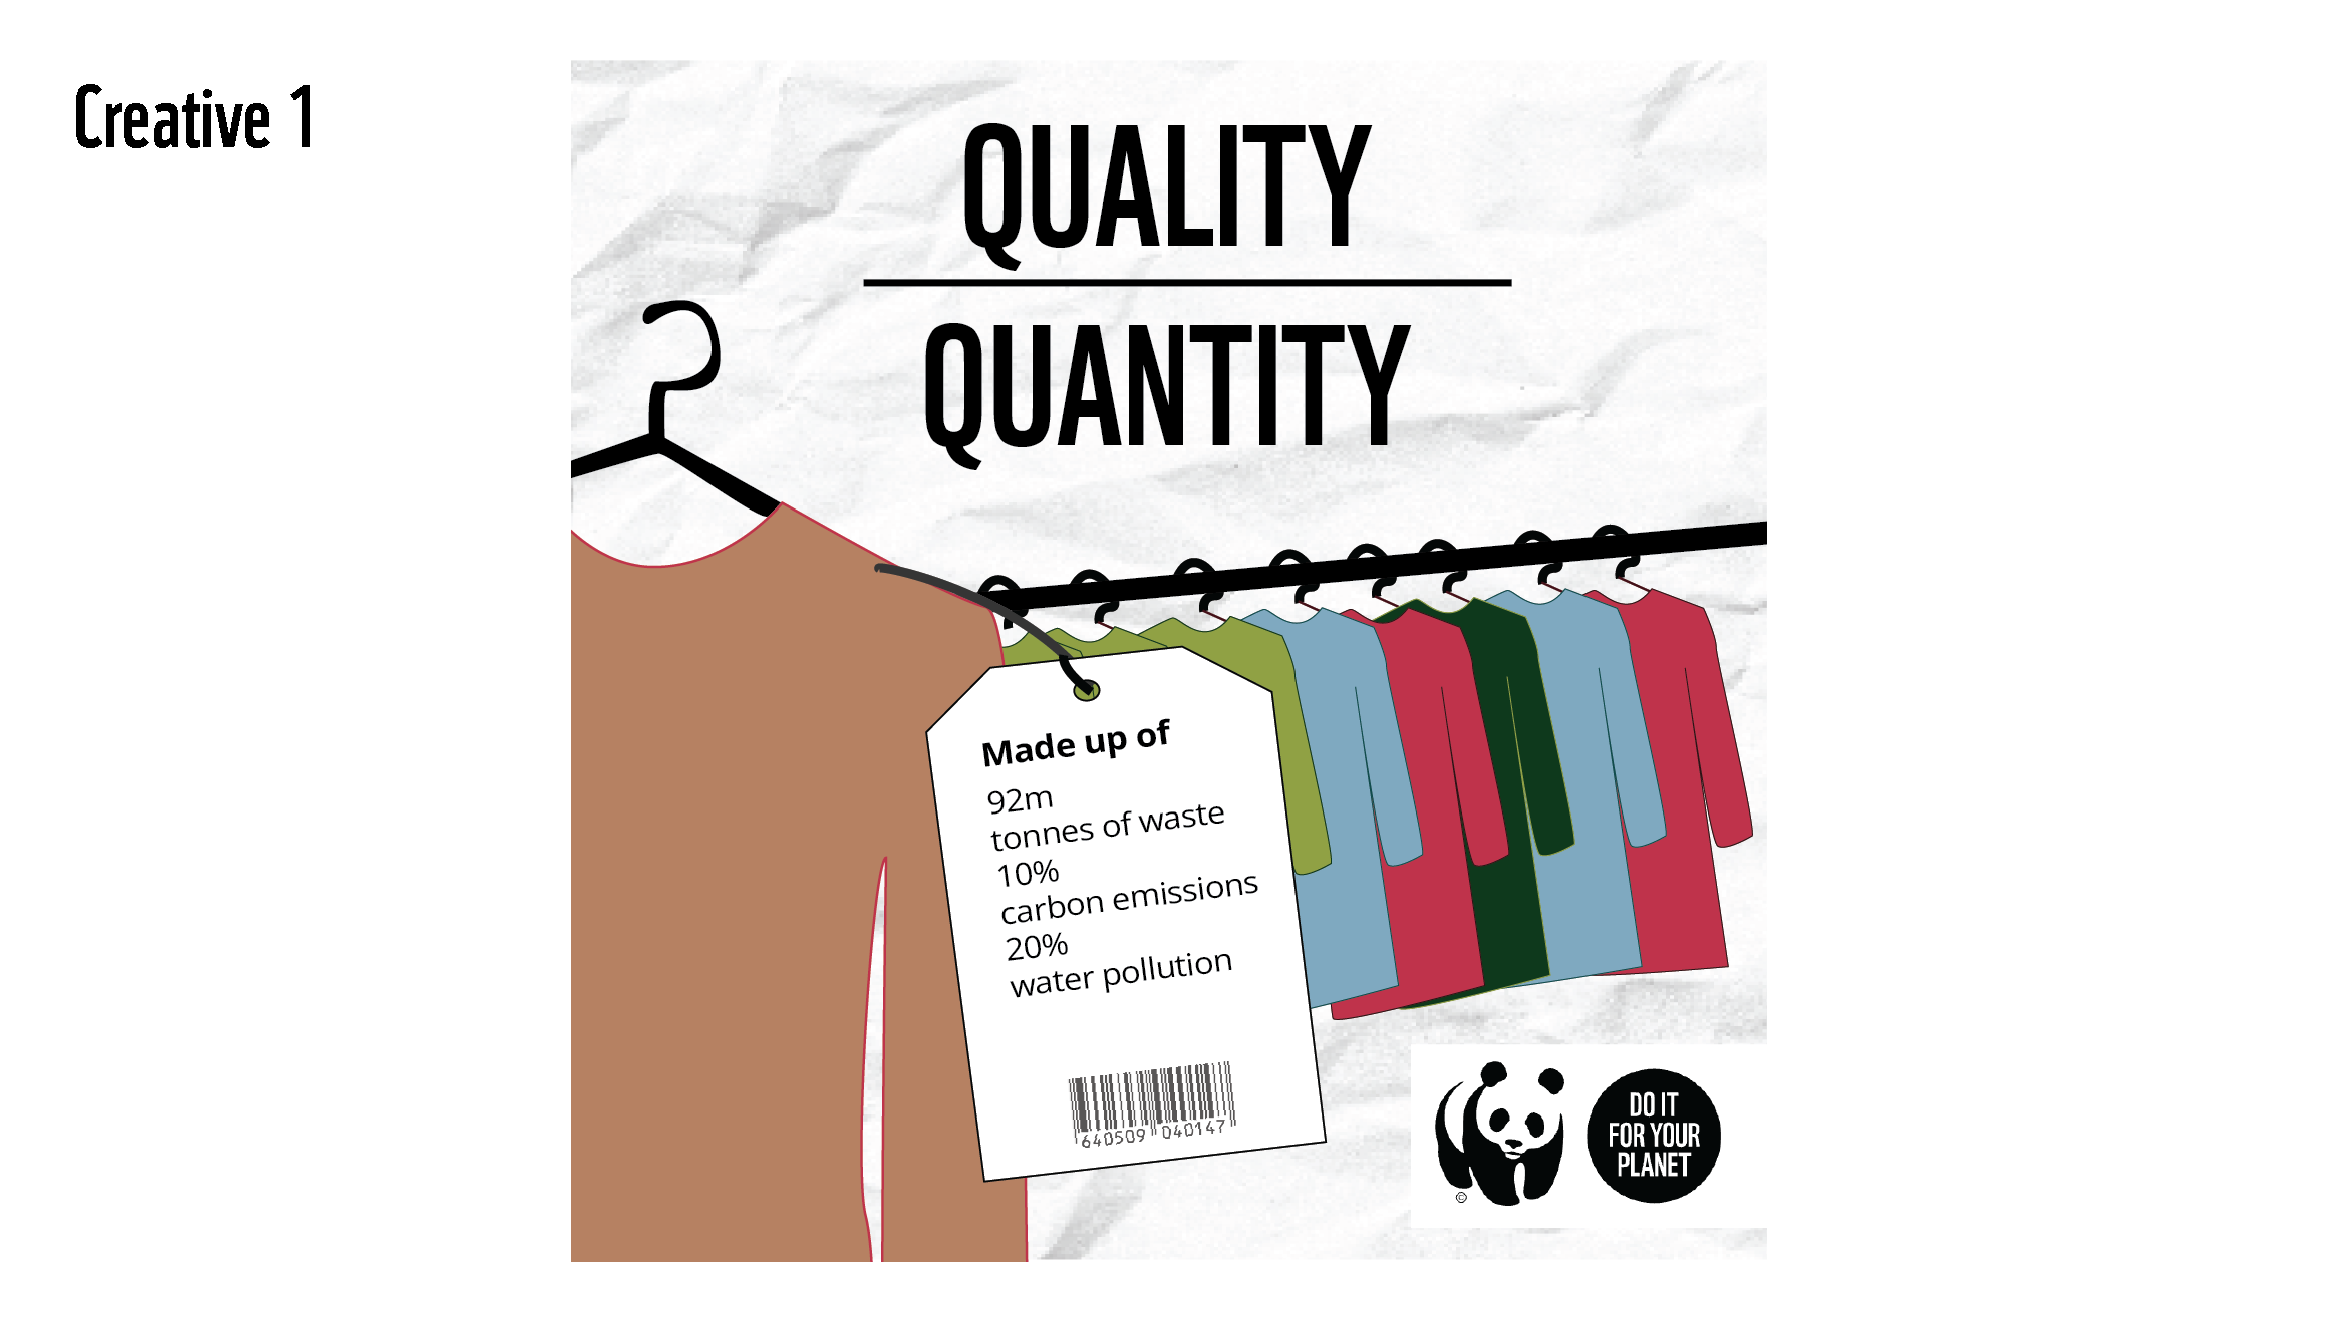 Creative 1
QUALITY
QUANTITY
Made up of
92m
tonnes of waste
10%
carbon emissions
20%
water pollution
640509 040147
©
DO IT
FOR YOUR
PLANET